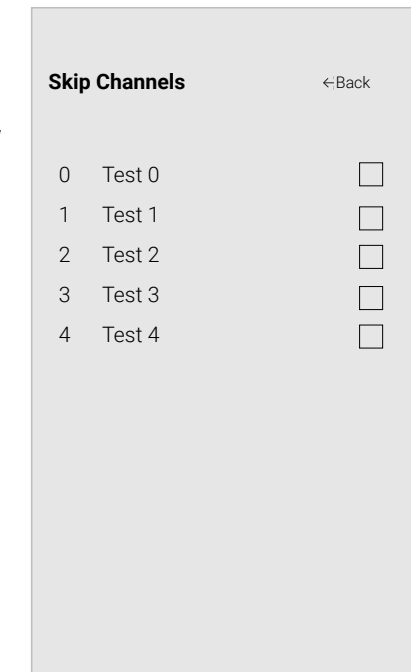 Skip Channels ←Back
0 Test 0
1 Test 1
2 Test 2
3 Test 3
4 Test 4